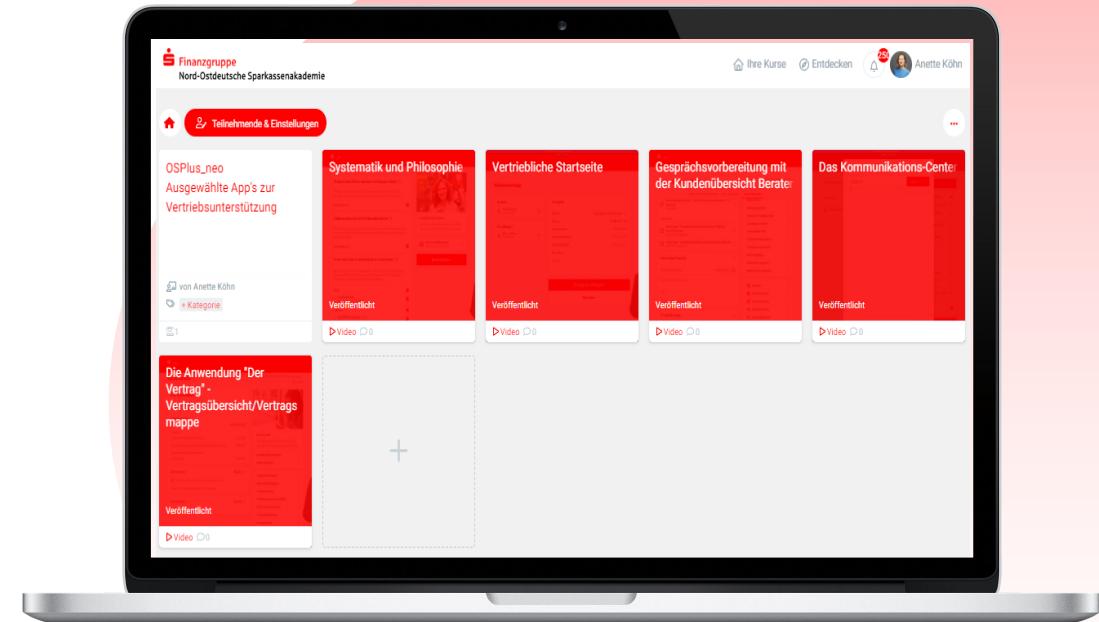 Finanzgruppe
Nord-Ostdeutsche Sparkassenakademie
Ihre Kurse
Entdecken
Anette Köhn
Teilnehmende & Einstellungen
OSPlus_neo
Ausgewählte App's zur
Vertriebsunterstützung
von Anette Köhn
+ Kategorie
1
Systematik und Philosophie
Veröffentlicht
Video 0
Vertriebliche Startseite
Veröffentlicht
Video 0
Gesprächsvorbereitung mit
der Kundenübersicht Berater
Veröffentlicht
Video 0
Das Kommunikations-Center
Veröffentlicht
Video 0
Die Anwendung "Der
Vertrag" -
Vertragsübersicht/Vertrags
mappe
Veröffentlicht
Video 0